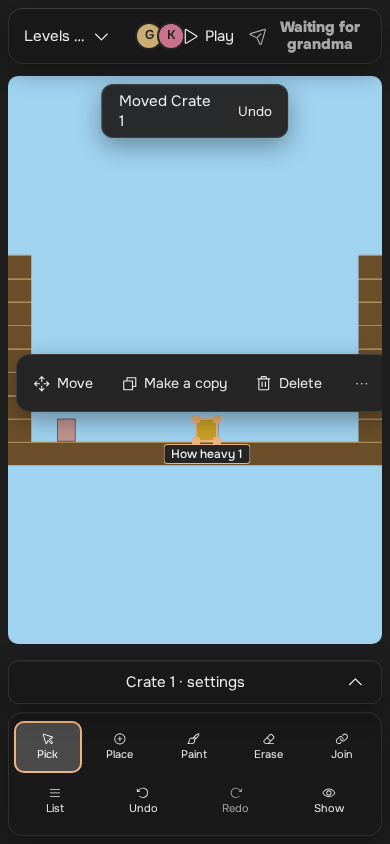 Levels ...
G
K
Play
Waiting for
grandma
Moved Crate
1
Undo
Move
Make a copy
Delete
...
How heavy 1
Crate 1 · settings
Pick
Place
Paint
Erase
Join
List
Undo
Redo
Show